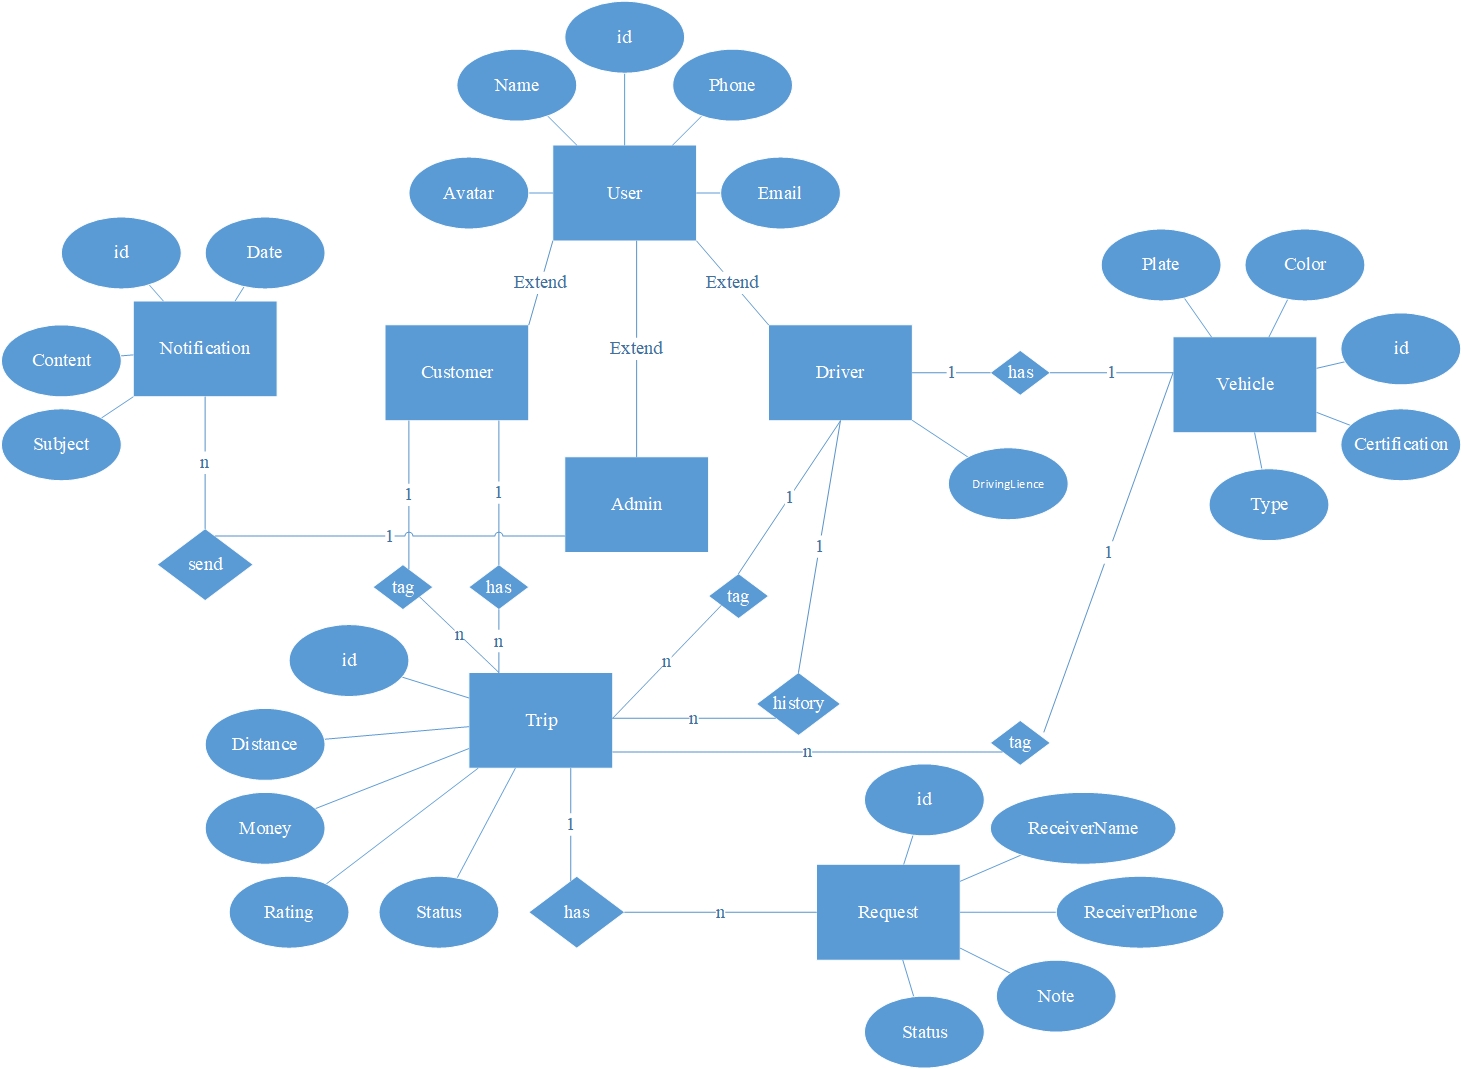 id
Name
Phone
Avatar
User
Email
id
Date
Plate
Color
Extend
Extend
Notification
Extend
id
Content
Customer
Driver
1
has
1
Vehicle
Subject
Certification
n
DrivingLience
1
1
1
Admin
Type
1
1
1
send
tag
has
tag
n
n
id
n
history
Trip
n
tag
Distance
n
id
1
Money
ReceiverName
Rating
Status
has
n
Request
ReceiverPhone
Note
Status